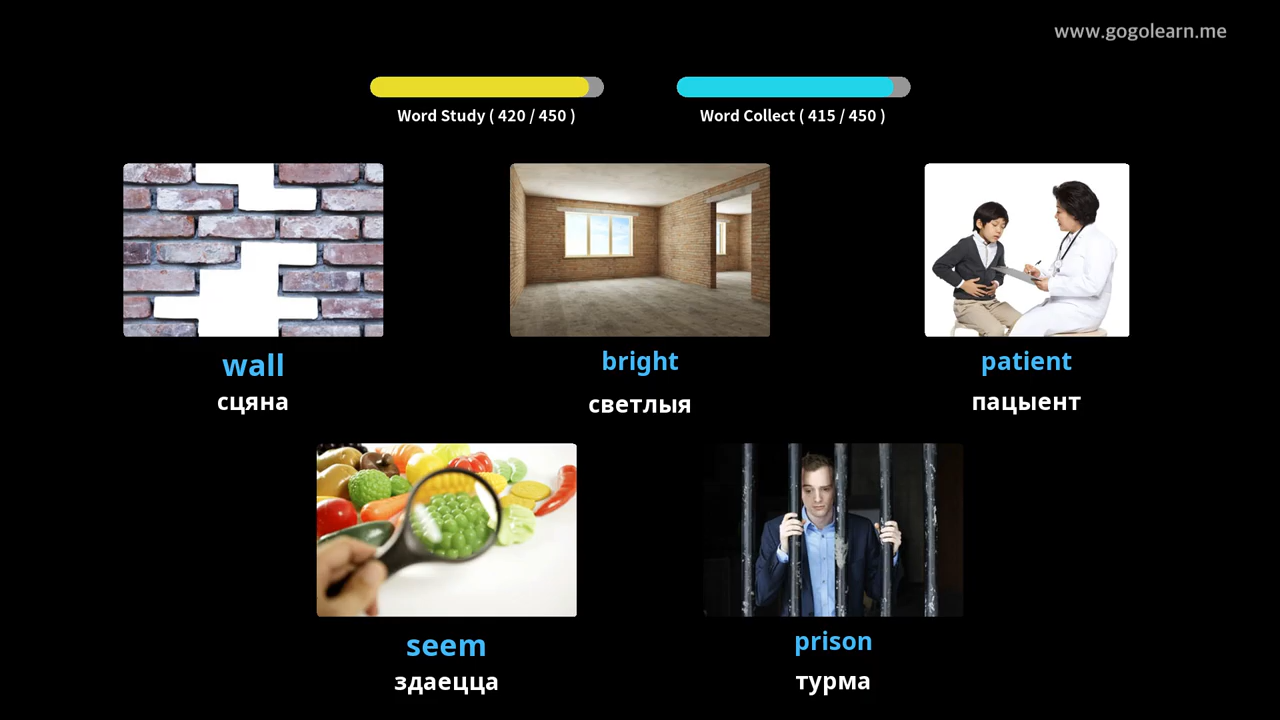 www.gogolearn.me
Word Study ( 420 / 450 )
Word Collect ( 415 / 450 )
wall
сцяна
bright
светлыя
patient
пацыент
seem
здаецца
prison
турма